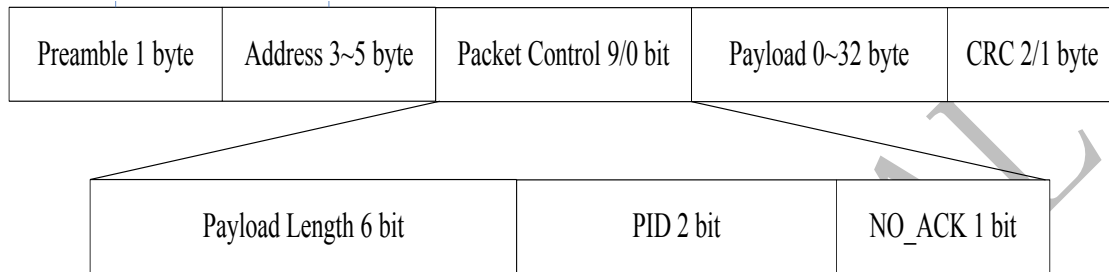 Preamble 1 byte Address 3~5 byte Packet Control 9/0 bit Payload 0~32 byte CRC 2/1 byte
Payload Length 6 bit PID 2 bit NO_ACK 1 bit